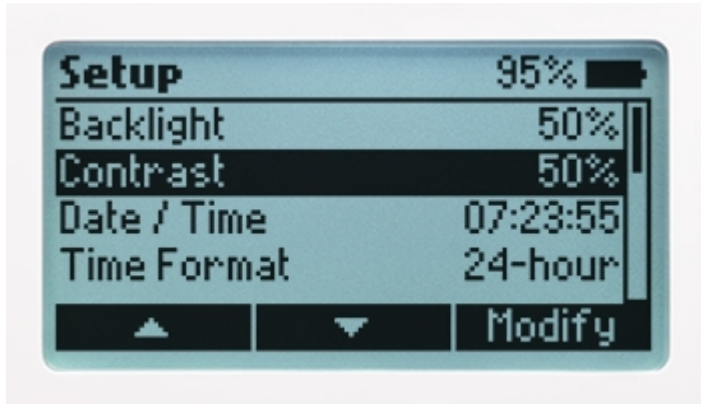 Setup 95%
Backlight 50%
Contrast 50%
Date / Time 07:23:55
Time Format 24-hour
Modify